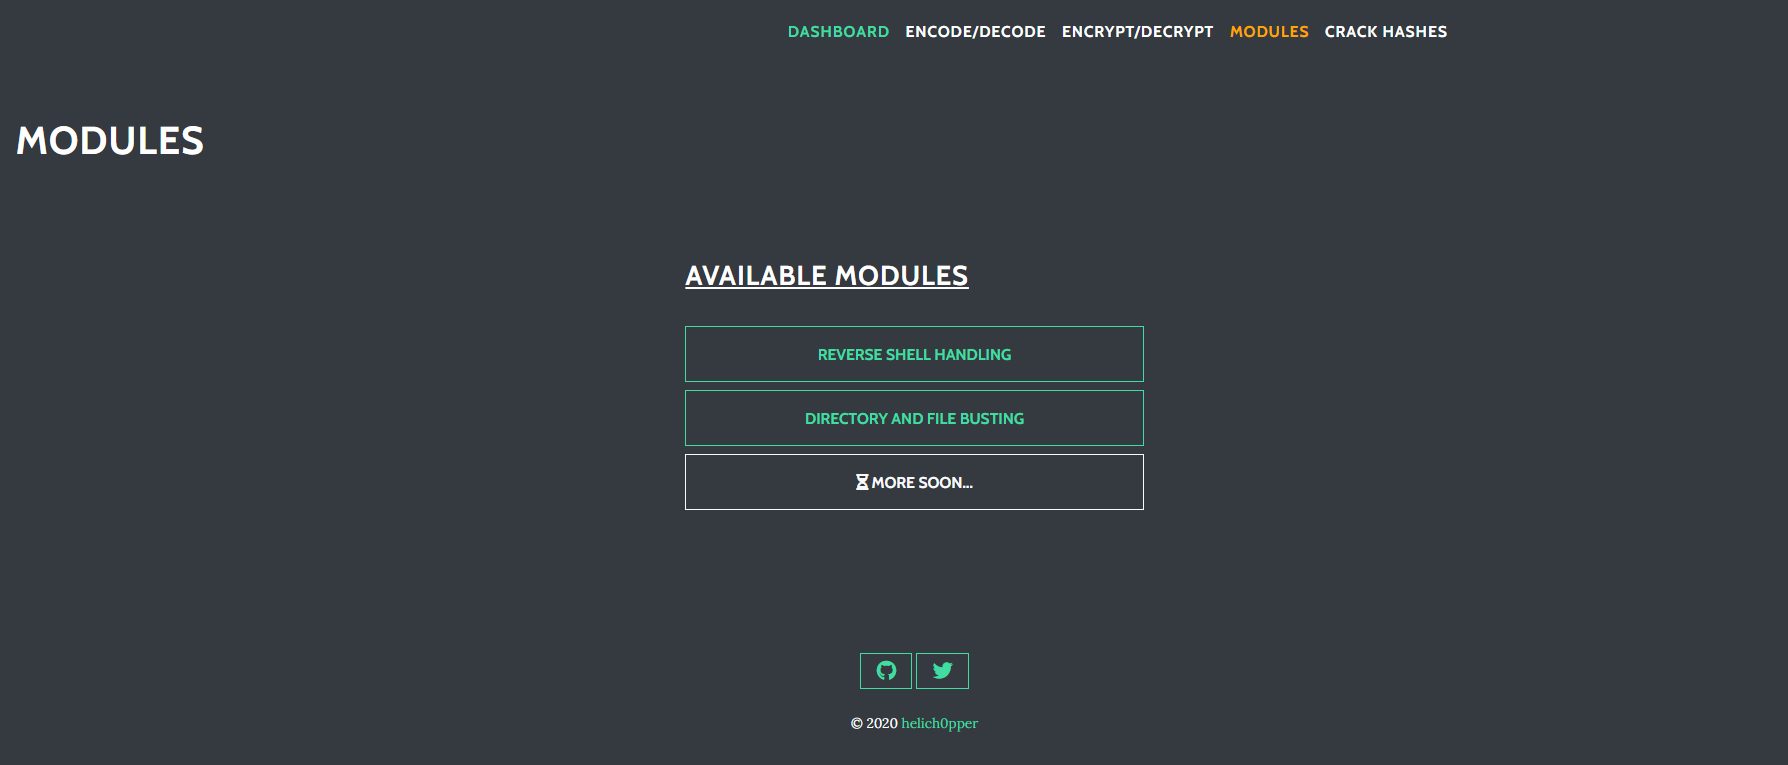 DASHBOARD ENCODE/DECODE ENCRYPT/DECRYPT MODULES CRACK HASHES
MODULES
AVAILABLE MODULES
REVERSE SHELL HANDLING
DIRECTORY AND FILE BUSTING
MORE SOON...
© 2020 helich0pper